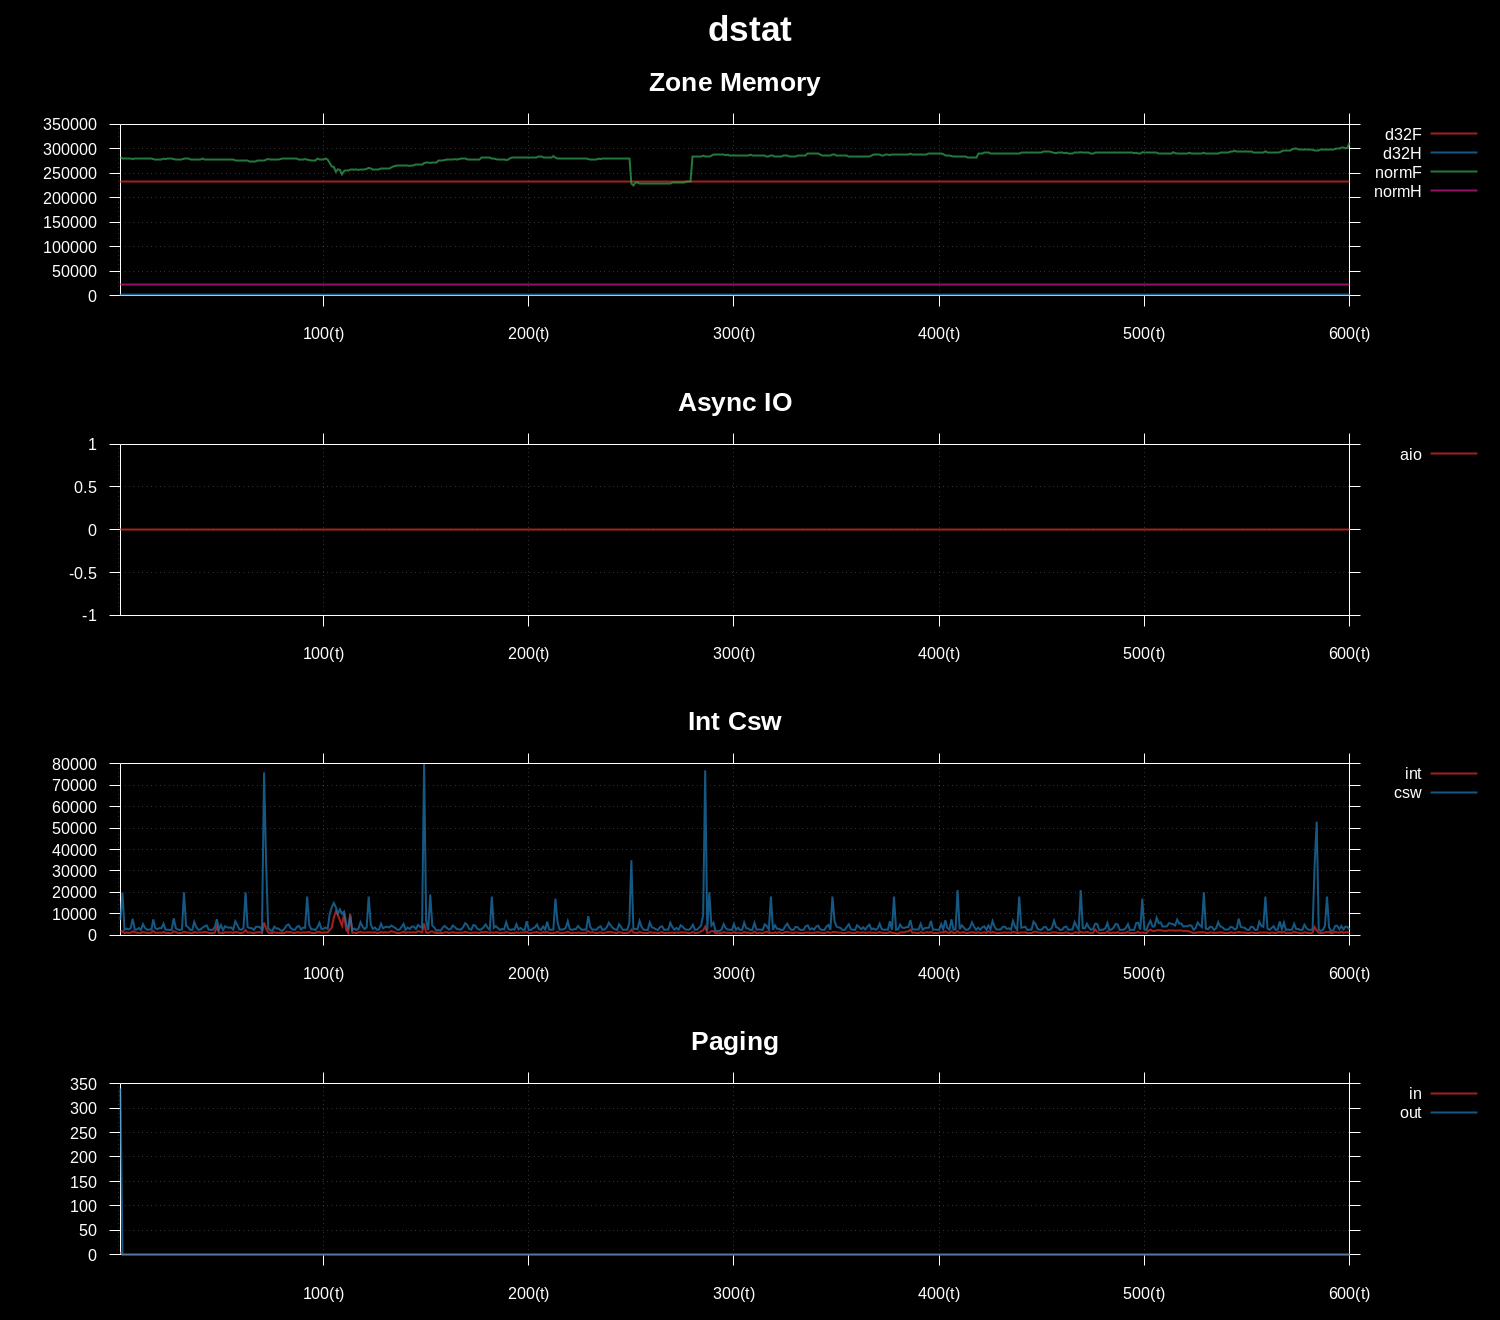 dstat
Zone Memory
350000
300000
250000
200000
150000
100000
50000
0
100(t) 200(t) 300(t) 400(t) 500(t) 600(t)
d32F
d32H
normF
normH
Async IO
1
0.5
0
-0.5
-1
100(t) 200(t) 300(t) 400(t) 500(t) 600(t)
aio
Int Csw
80000
70000
60000
50000
40000
30000
20000
10000
0
100(t) 200(t) 300(t) 400(t) 500(t) 600(t)
int
csw
Paging
350
300
250
200
150
100
50
0
100(t) 200(t) 300(t) 400(t) 500(t) 600(t)
in
out